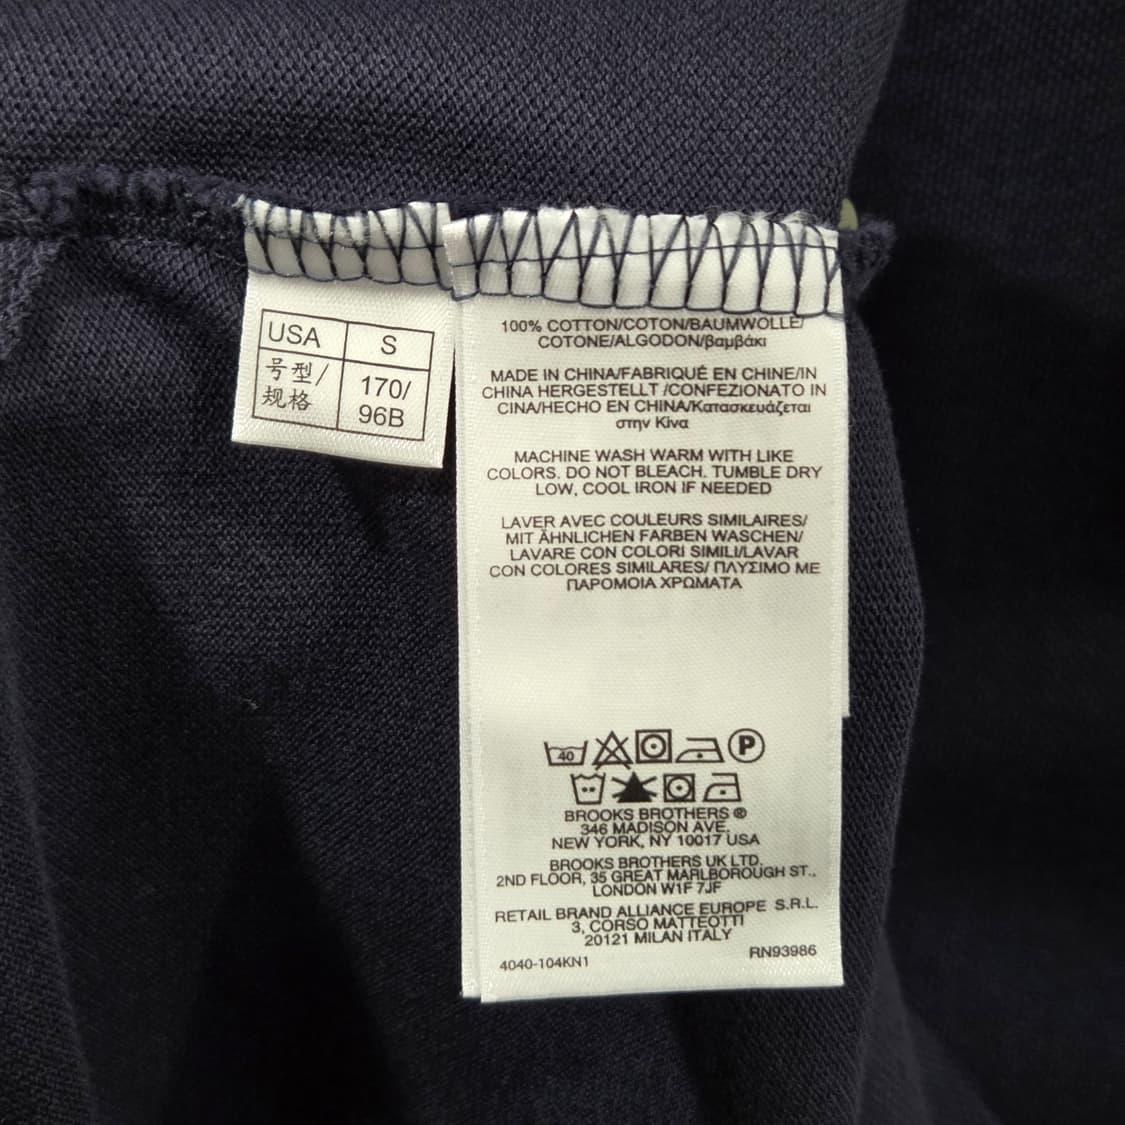 USA S
号型/规格 170/96B
100% COTTON/COTON/BAUMWOLLE/
COTONE/ALGODON/βαμβάκι
MADE IN CHINA/FABRIQUÉ EN CHINE/IN
CHINA HERGESTELLT /CONFEZIONATO IN
CINA/HECHO EN CHINA/Κατασκευάζεται
στην Κίνα
MACHINE WASH WARM WITH LIKE
COLORS. DO NOT BLEACH. TUMBLE DRY
LOW, COOL IRON IF NEEDED
LAVER AVEC COULEURS SIMILAIRES/
MIT ÄHNLICHEN FARBEN WASCHEN/
LAVARE CON COLORI SIMILI/LAVAR
CON COLORES SIMILARES/ ΠΛΥΣΙΜΟ ΜΕ
ΠΑΡΟΜΟΙΑ ΧΡΩΜΑΤΑ
40 P
BROOKS BROTHERS ®
346 MADISON AVE.
NEW YORK, NY 10017 USA
BROOKS BROTHERS UK LTD.
2ND FLOOR, 35 GREAT MARLBOROUGH ST.,
LONDON W1F 7JF
RETAIL BRAND ALLIANCE EUROPE S.R.L.
3, CORSO MATTEOTTI
20121 MILAN ITALY
4040-104KN1 RN93986